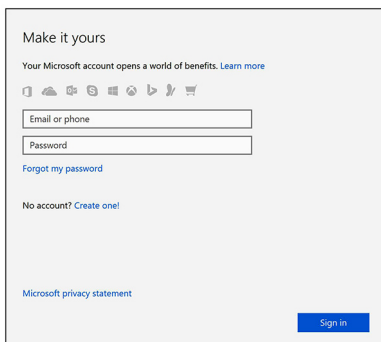 Make it yours
Your Microsoft account opens a world of benefits. Learn more
Email or phone
Password
Forgot my password
No account? Create one!
Microsoft privacy statement
Sign in